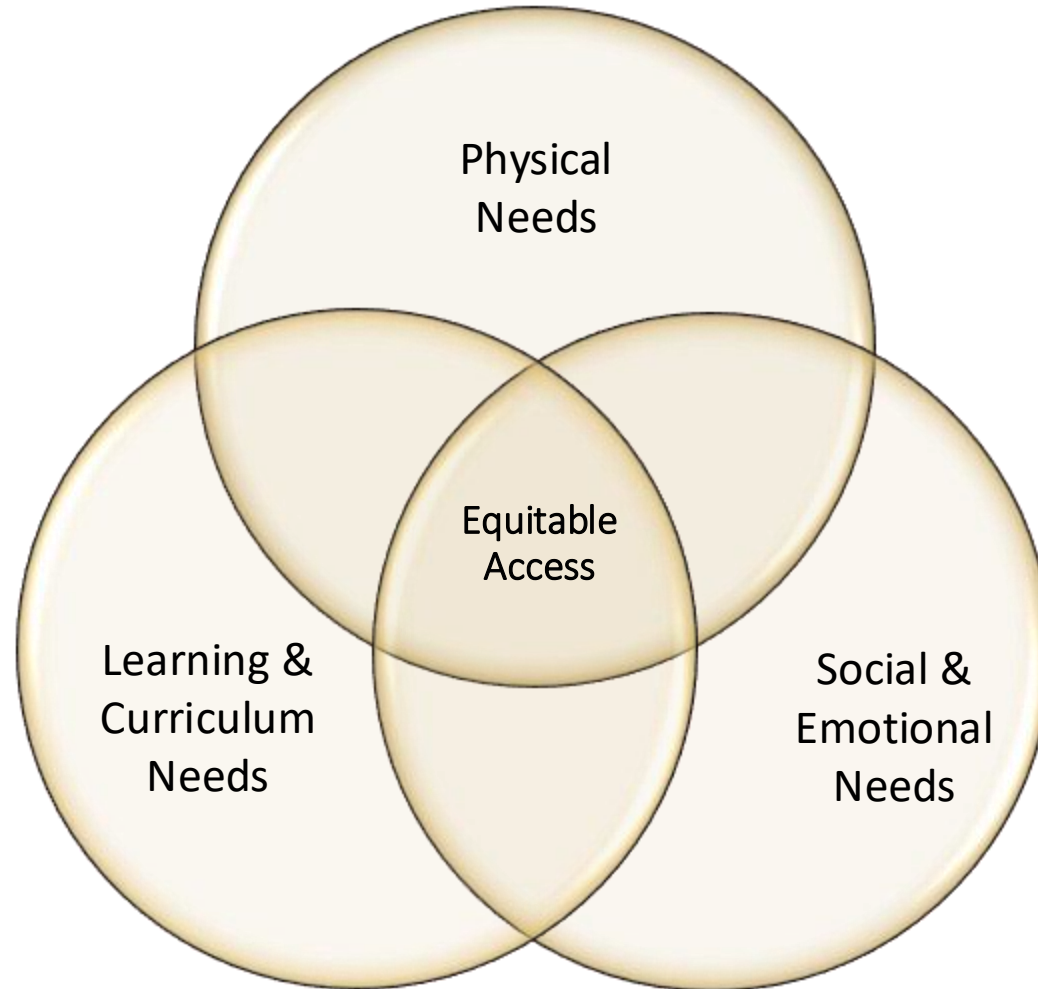 Physical
Needs
Equitable
Access
Learning &
Curriculum
Needs
Social &
Emotional
Needs